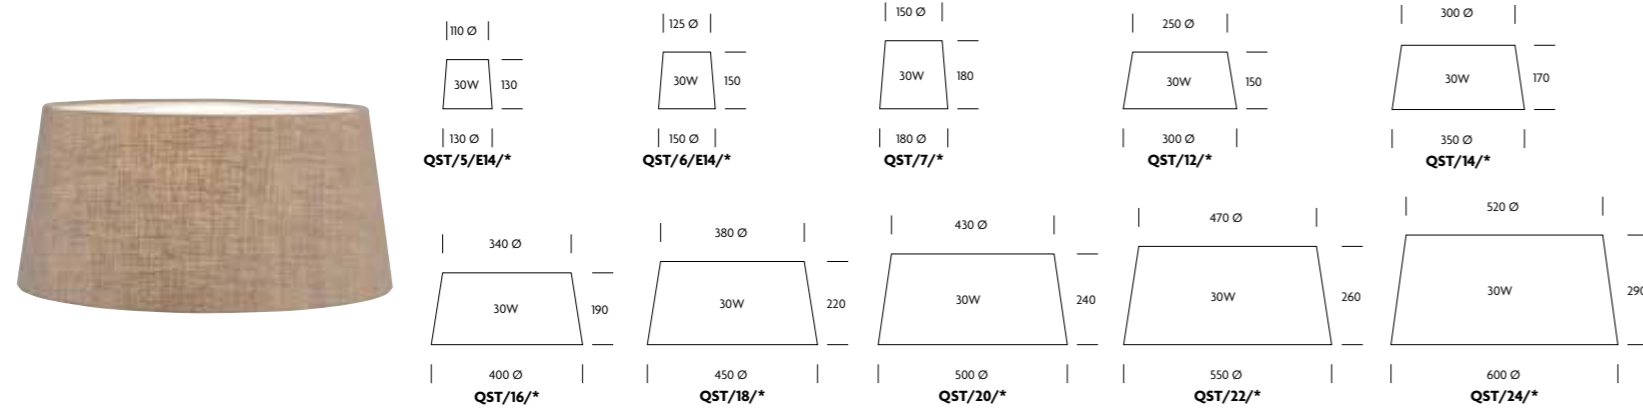 110 Ø
30W
130
130 Ø
QST/5/E14/*
125 Ø
30W
150
150 Ø
QST/6/E14/*
150 Ø
30W
180
180 Ø
QST/7/*
250 Ø
30W
150
300 Ø
QST/12/*
300 Ø
30W
170
350 Ø
QST/14/*
340 Ø
30W
190
400 Ø
QST/16/*
380 Ø
30W
220
450 Ø
QST/18/*
430 Ø
30W
240
500 Ø
QST/20/*
470 Ø
30W
260
550 Ø
QST/22/*
520 Ø
30W
290
600 Ø
QST/24/*